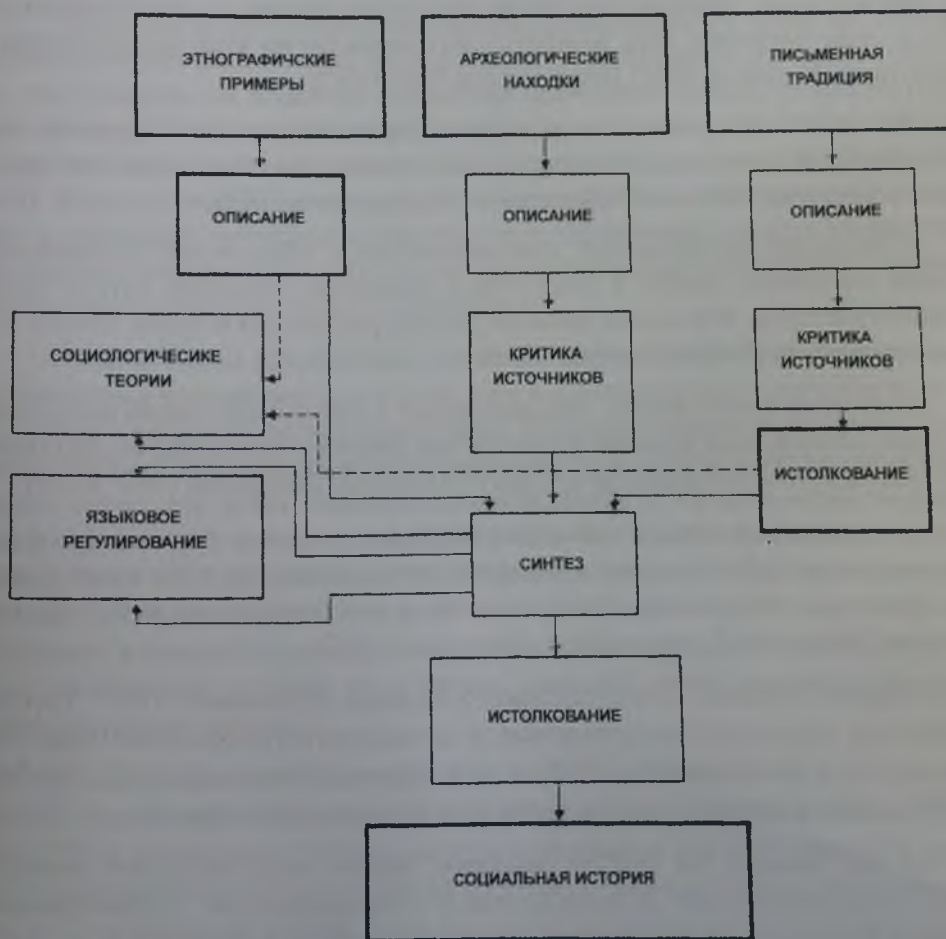 ЭТНОГРАФИЧСКИЕ
ПРИМЕРЫ
АРХЕОЛОГИЧЕСКИЕ
НАХОДКИ
ПИСЬМЕННАЯ
ТРАДИЦИЯ
ОПИСАНИЕ
ОПИСАНИЕ
ОПИСАНИЕ
СОЦИОЛОГИЧЕСИКЕ
ТЕОРИИ
КРИТИКА
ИСТОЧНИКОВ
КРИТИКА
ИСТОЧНИКОВ
ИСТОЛКОВАНИЕ
ЯЗЫКОВОЕ
РЕГУЛИРОВАНИЕ
СИНТЕЗ
ИСТОЛКОВАНИЕ
СОЦИАЛЬНАЯ ИСТОРИЯ